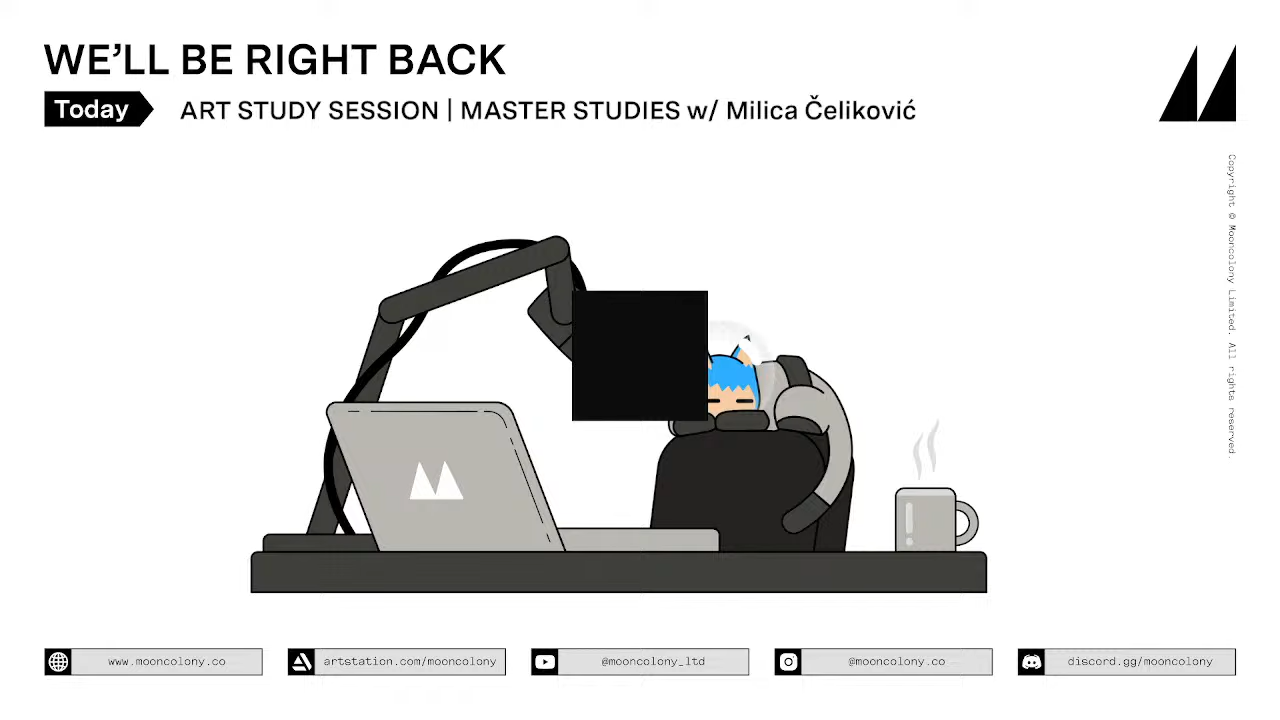 WE’LL BE RIGHT BACK
Today
ART STUDY SESSION | MASTER STUDIES w/ Milica Čeliković
Copyright © Mooncolony Limited. All rights reserved.
www.mooncolony.co
artstation.com/mooncolony
@mooncolony_ltd
@mooncolony.co
discord.gg/mooncolony